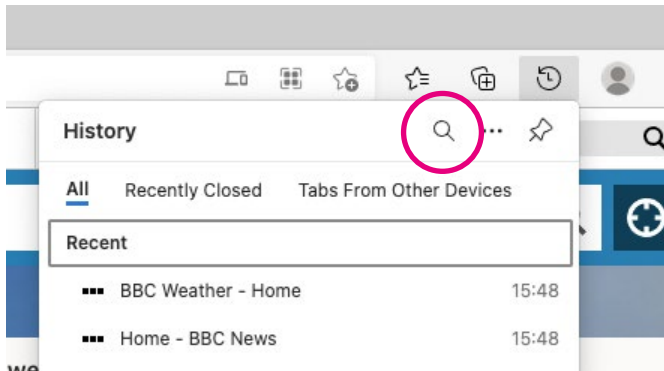 History
All Recently Closed Tabs From Other Devices
Recent
BBC Weather - Home 15:48
Home - BBC News 15:48
we